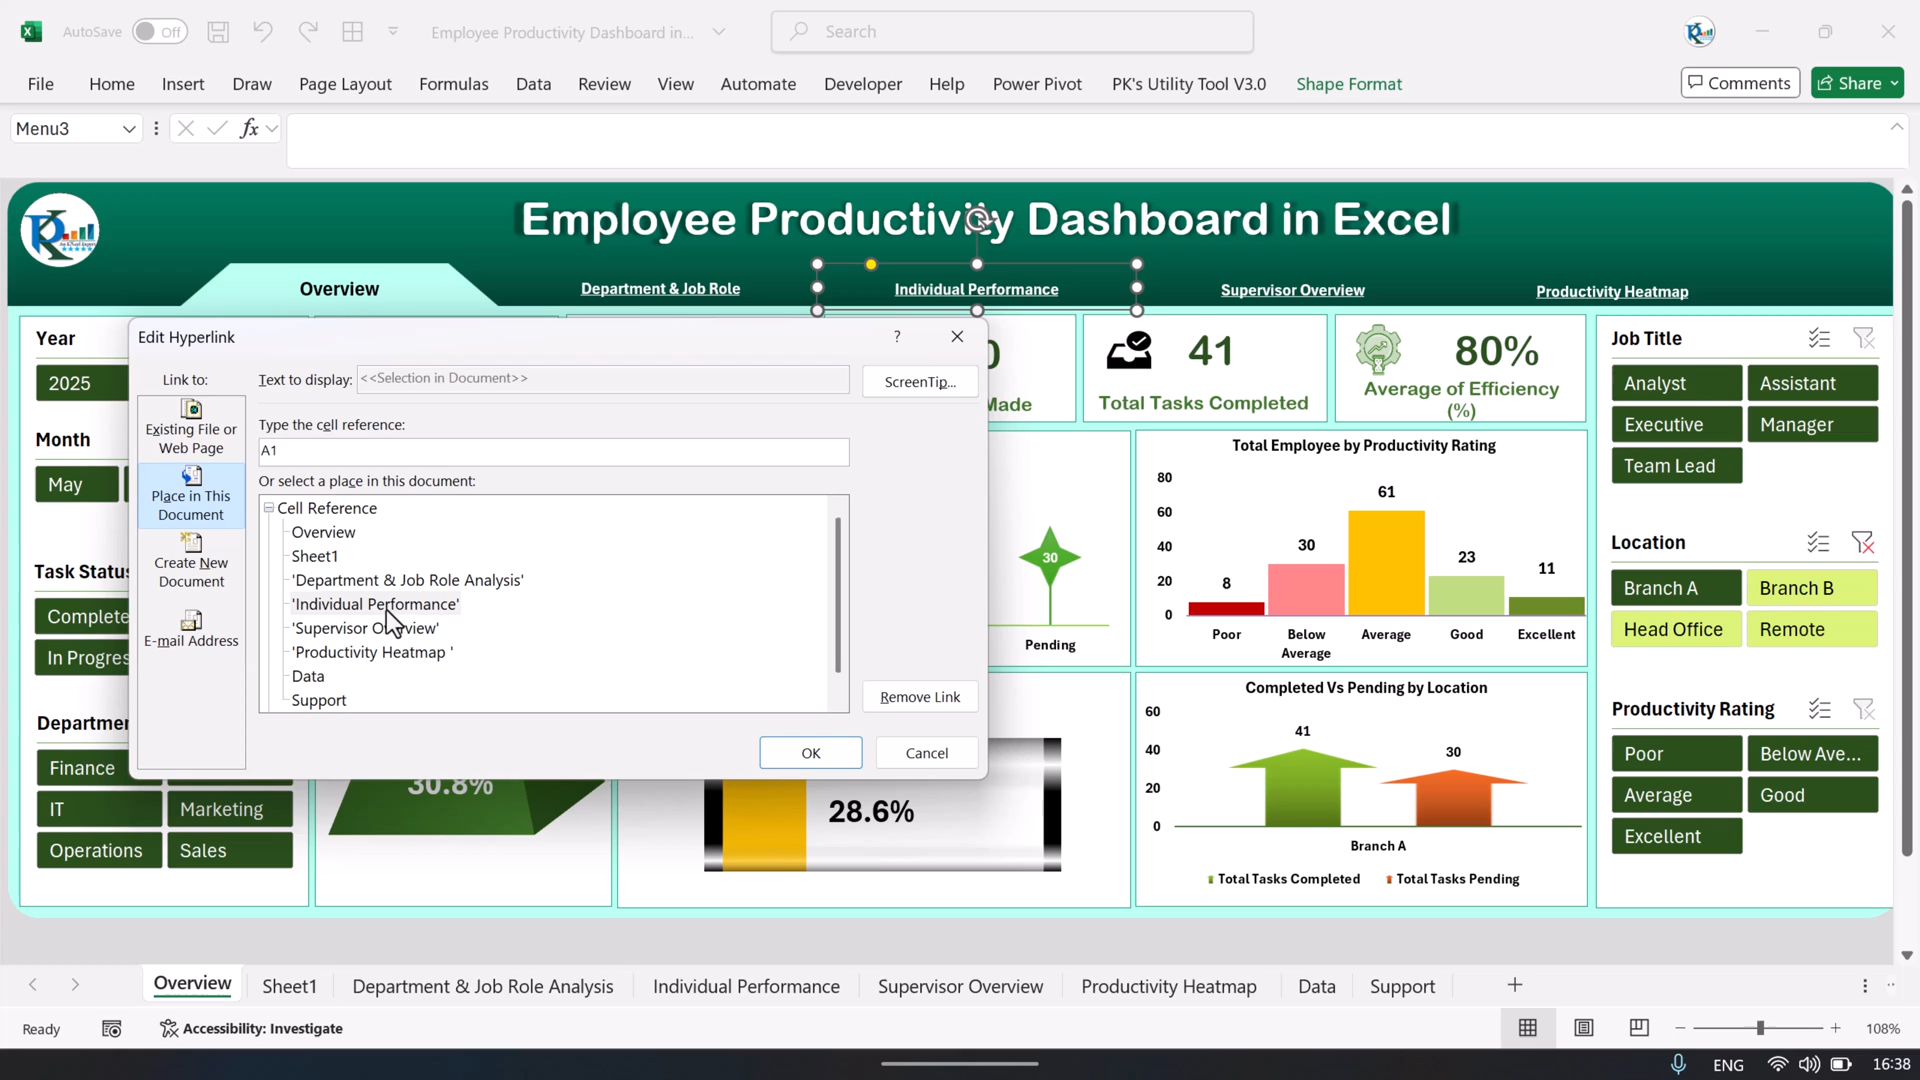 AutoSave Off Employee Productivity Dashboard in... Search
File Home Insert Draw Page Layout Formulas Data Review View Automate Developer Help Power Pivot PK's Utility Tool V3.0 Shape Format Comments Share
Menu3 fx
Employee Productivity Dashboard in Excel
Overview Department & Job Role Individual Performance Supervisor Overview Productivity Heatmap
Year
2025
Month
May
Task Status
Complete
In Progres
Departmen
Finance
IT Marketing
Operations Sales
Edit Hyperlink ?
Link to:
Existing File or
Web Page
Place in This
Document
Create New
Document
E-mail Address
Text to display: <<Selection in Document>> ScreenTip...
Type the cell reference:
A1
Or select a place in this document:
Cell Reference
Overview
Sheet1
'Department & Job Role Analysis'
'Individual Performance'
'Supervisor Overview'
'Productivity Heatmap '
Data
Support
Remove Link
OK Cancel
0
Made
41
Total Tasks Completed
80%
Average of Efficiency
(%)
30
Pending
30.8%
28.6%
Total Employee by Productivity Rating
80
60
40
20
0
8 30 61 23 11
Poor Below Average Average Good Excellent
Completed Vs Pending by Location
60
40
20
0
41 30
Branch A
Total Tasks Completed Total Tasks Pending
Job Title
Analyst Assistant
Executive Manager
Team Lead
Location
Branch A Branch B
Head Office Remote
Productivity Rating
Poor Below Ave...
Average Good
Excellent
Overview Sheet1 Department & Job Role Analysis Individual Performance Supervisor Overview Productivity Heatmap Data Support
Ready Accessibility: Investigate 108%
ENG 16:38